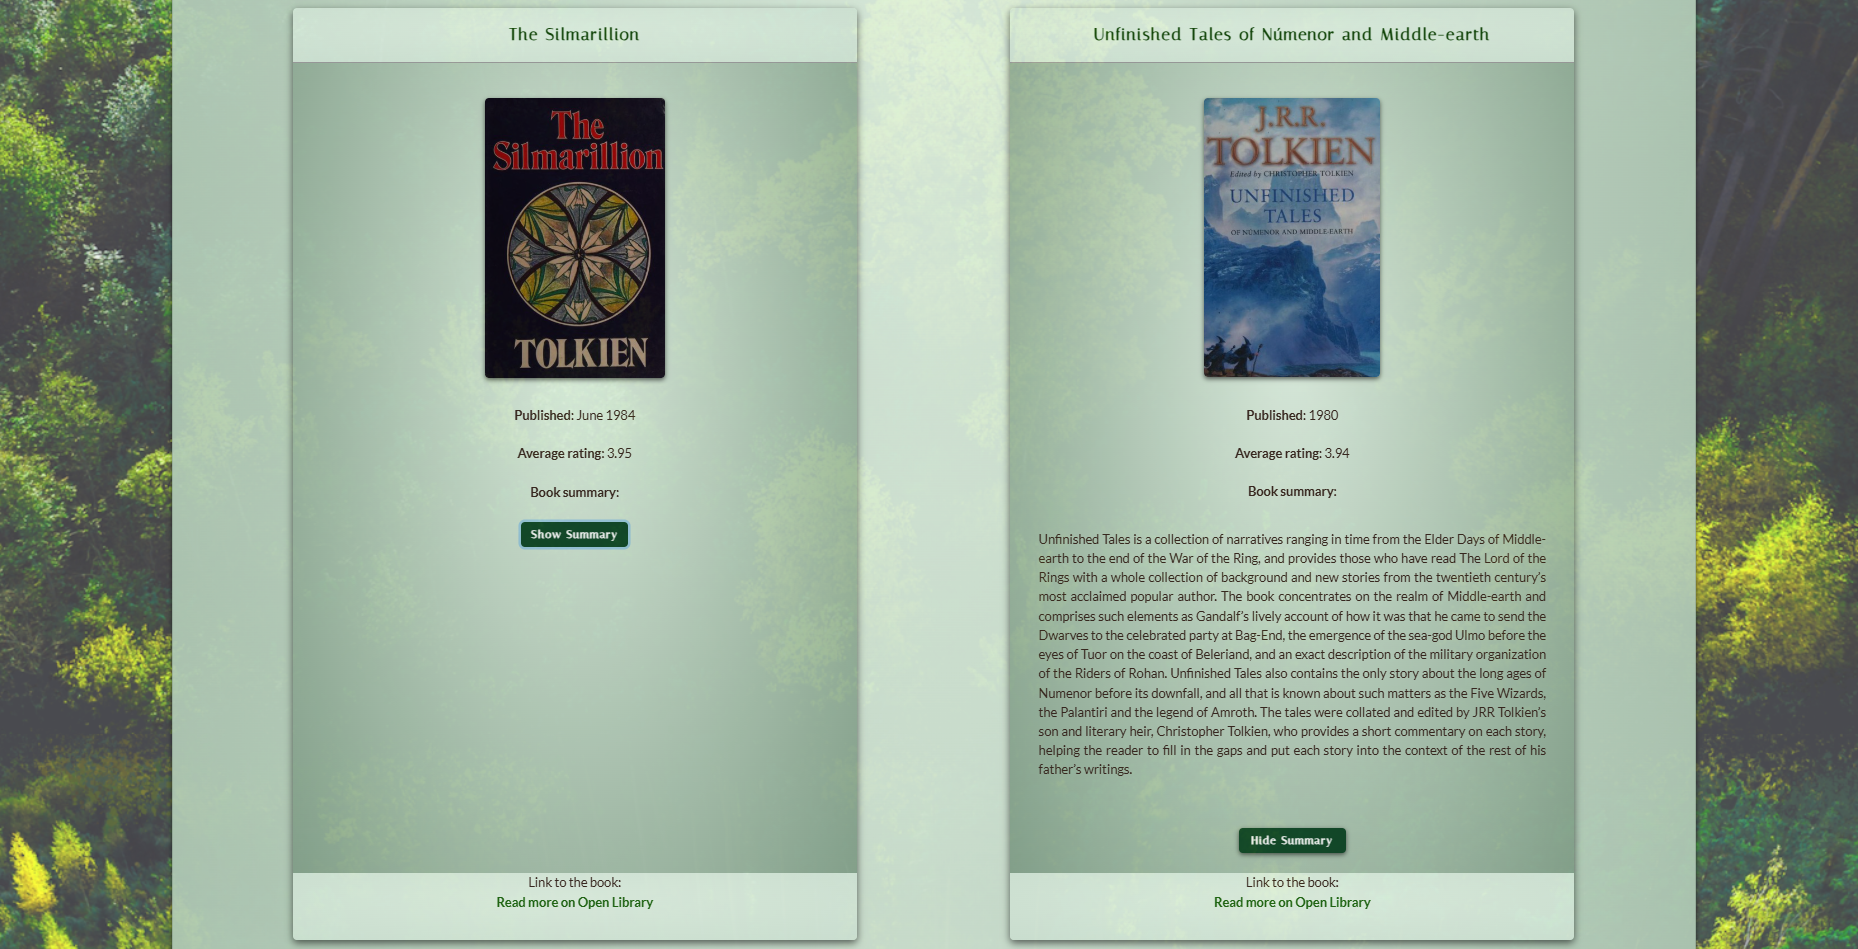 The Silmarillion
The
Silmarillion
TOLKIEN
Published: June 1984
Average rating: 3.95
Book summary:
Show Summary
Link to the book:
Read more on Open Library
Unfinished Tales of Númenor and Middle-earth
J.R.R.
TOLKIEN
Edited by CHRISTOPHER TOLKIEN
UNFINISHED
TALES
OF NÚMENOR AND MIDDLE-EARTH
Published: 1980
Average rating: 3.94
Book summary:
Unfinished Tales is a collection of narratives ranging in time from the Elder Days of Middle-
earth to the end of the War of the Ring, and provides those who have read The Lord of the
Rings with a whole collection of background and new stories from the twentieth century's
most acclaimed popular author. The book concentrates on the realm of Middle-earth and
comprises such elements as Gandalf's lively account of how it was that he came to send the
Dwarves to the celebrated party at Bag-End, the emergence of the sea-god Ulmo before the
eyes of Tuor on the coast of Beleriand, and an exact description of the military organization
of the Riders of Rohan. Unfinished Tales also contains the only story about the long ages of
Numenor before its downfall, and all that is known about such matters as the Five Wizards,
the Palantiri and the legend of Amroth. The tales were collated and edited by JRR Tolkien's
son and literary heir, Christopher Tolkien, who provides a short commentary on each story,
helping the reader to fill in the gaps and put each story into the context of the rest of his
father's writings.
Hide Summary
Link to the book:
Read more on Open Library